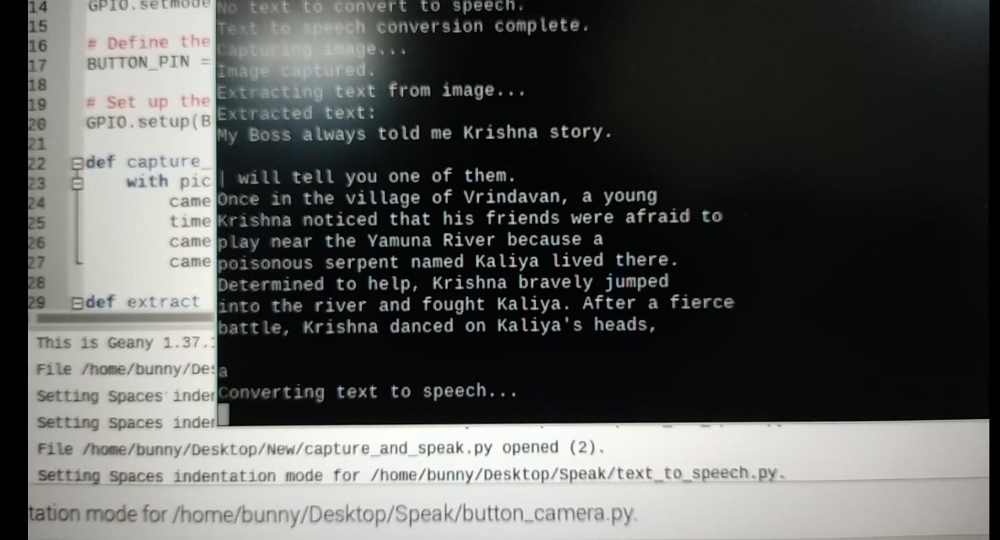 14 GPIO.setmode
15
16 # Define the
17 BUTTON_PIN =
18
19 # Set up the
20 GPIO.setup(B
21
22 def capture_
23 with pic
24 came
25 time
26 came
27 came
28
29 def extract
No text to convert to speech.
Text to speech conversion complete.
Capturing image...
Image captured.
Extracting text from image...
Extracted text:
My Boss always told me Krishna story.
| will tell you one of them.
Once in the village of Vrindavan, a young
Krishna noticed that his friends were afraid to
play near the Yamuna River because a
poisonous serpent named Kaliya lived there.
Determined to help, Krishna bravely jumped
into the river and fought Kaliya. After a fierce
battle, Krishna danced on Kaliya's heads,
a
Converting text to speech...
This is Geany 1.37.
File /home/bunny/Des
Setting Spaces inden
Setting Spaces inden
File /home/bunny/Desktop/New/capture_and_speak.py opened (2).
Setting Spaces indentation mode for /home/bunny/Desktop/Speak/text_to_speech.py.
tation mode for /home/bunny/Desktop/Speak/button_camera.py.